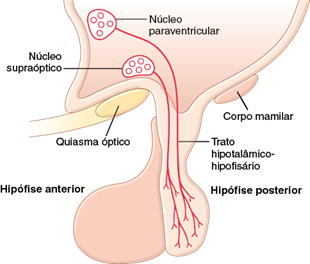 Núcleo
paraventricular
Núcleo
supraóptico
Corpo mamilar
Quiasma óptico
Trato
hipotalâmico-
hipofisário
Hipófise anterior
Hipófise posterior